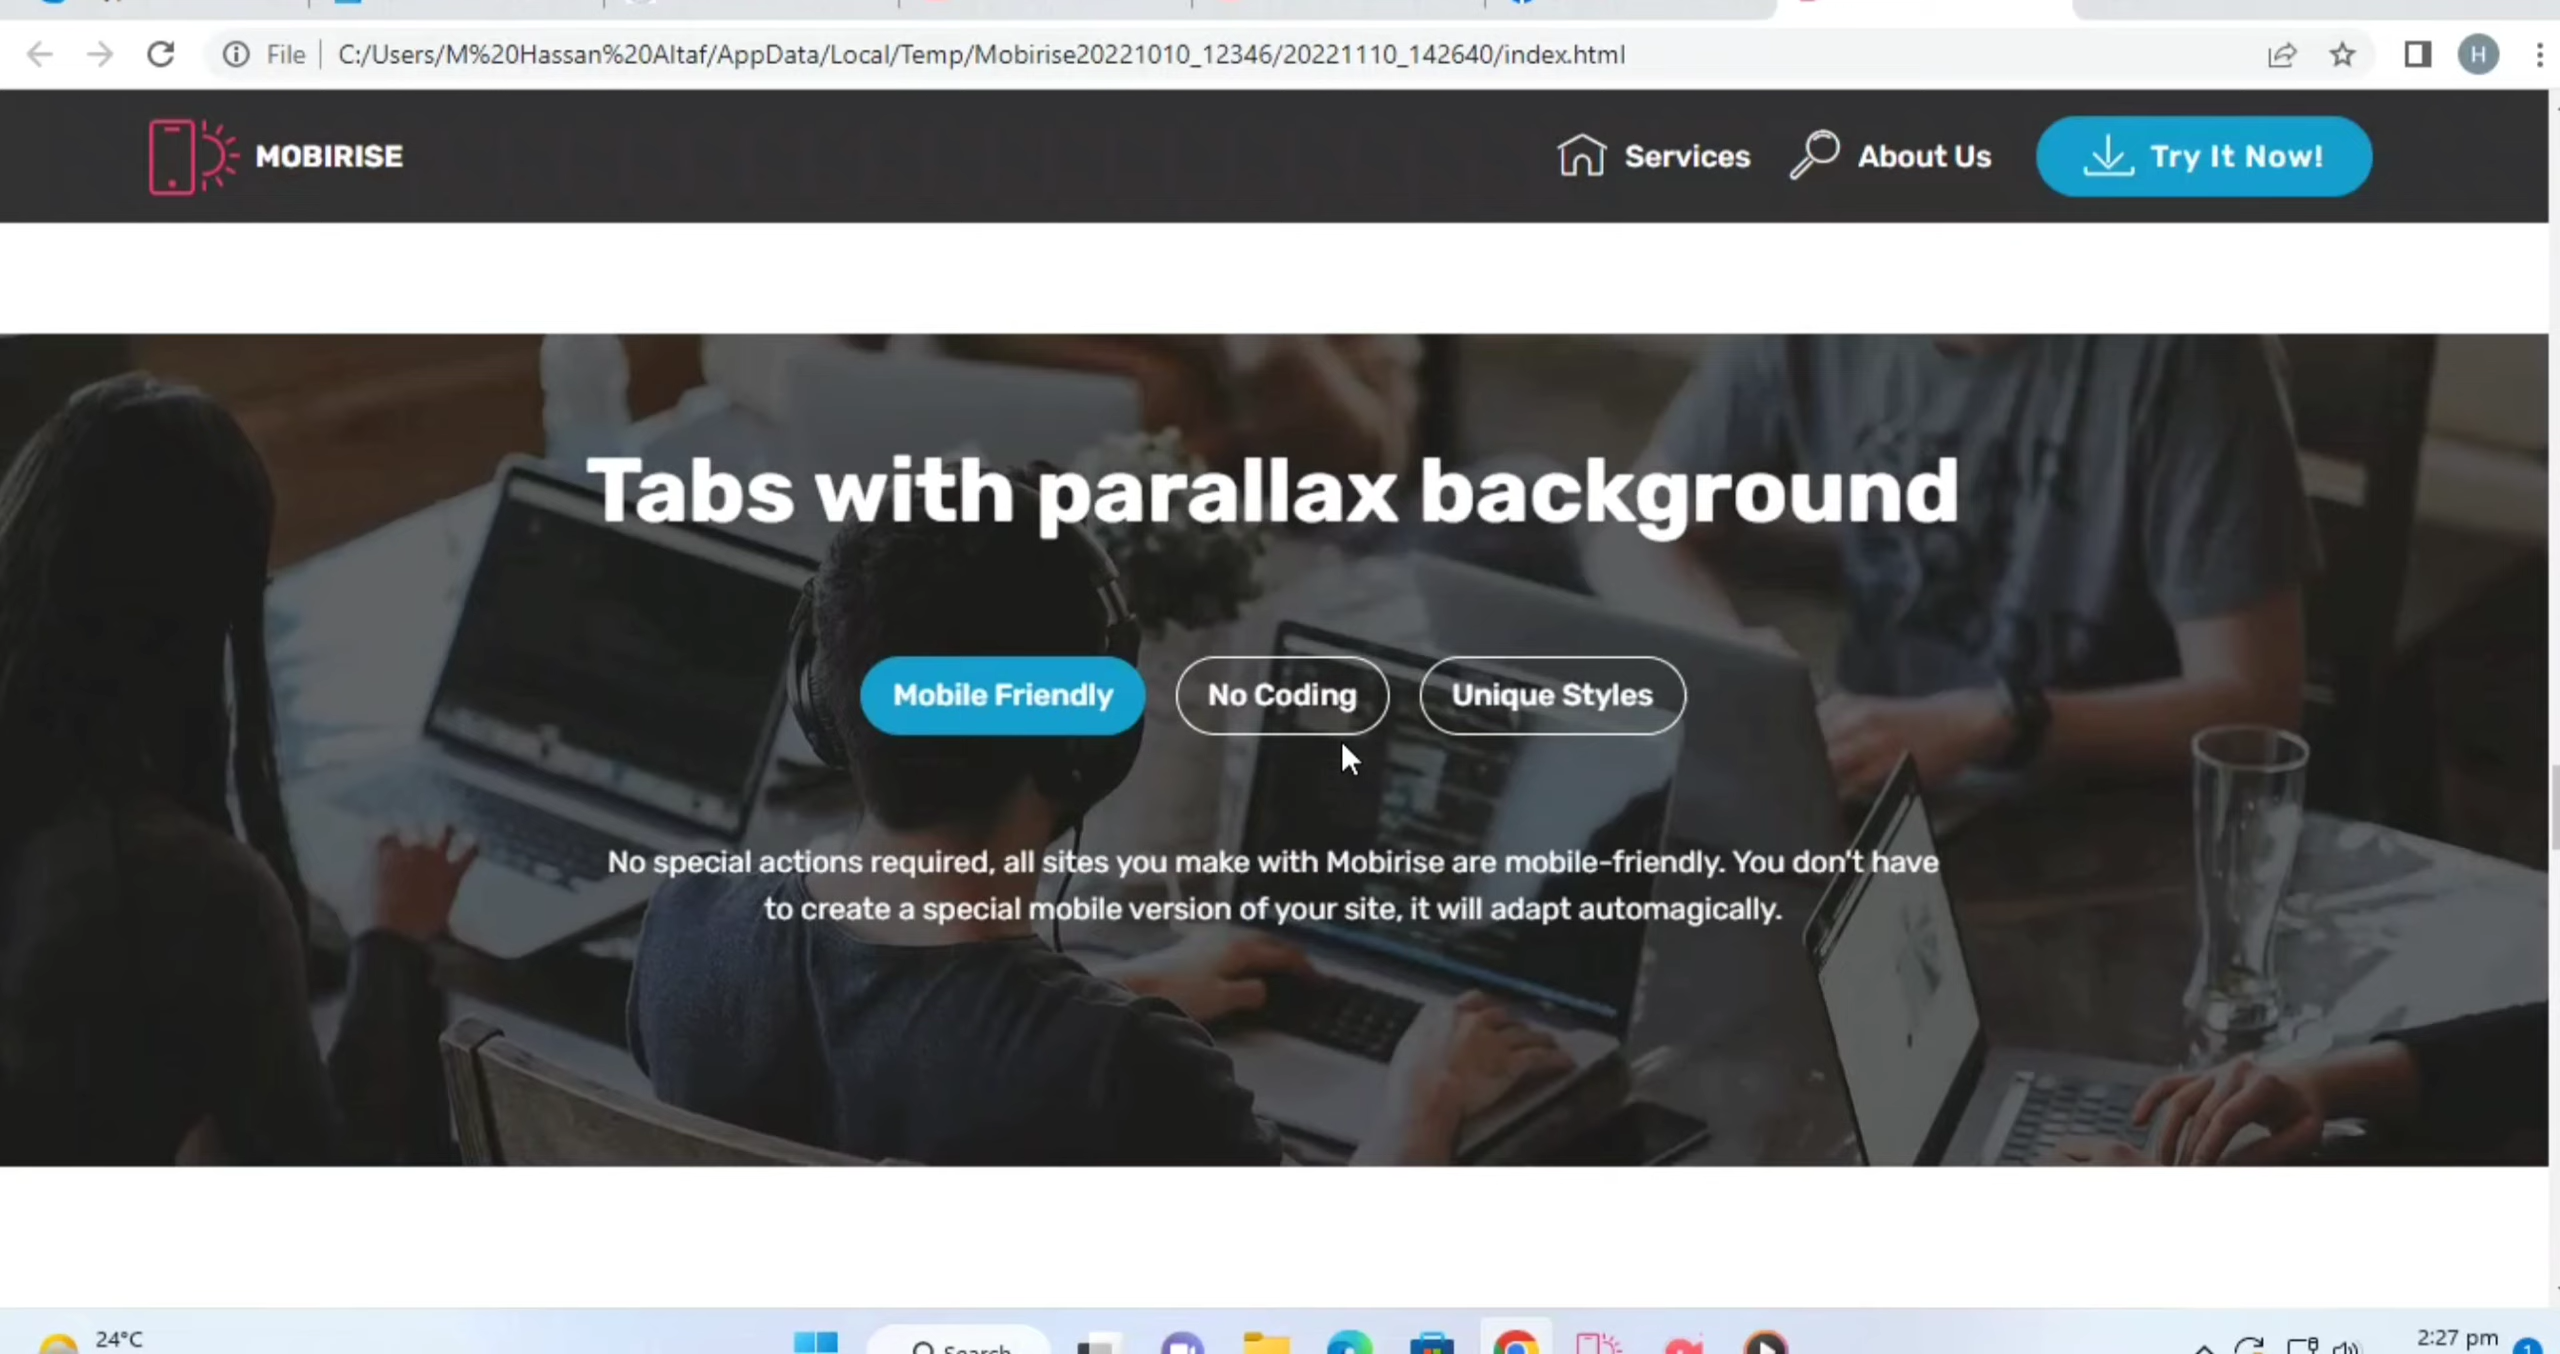 File
C:/Users/M%20Hassan%20Altaf/AppData/Local/Temp/Mobirise20221010_12346/20221110_142640/index.html
H
MOBIRISE
Services
About Us
Try It Now!
Tabs with parallax background
Mobile Friendly
No Coding
Unique Styles
No special actions required, all sites you make with Mobirise are mobile-friendly. You don't have
to create a special mobile version of your site, it will adapt automagically.
24°C
Search
2:27 pm
1